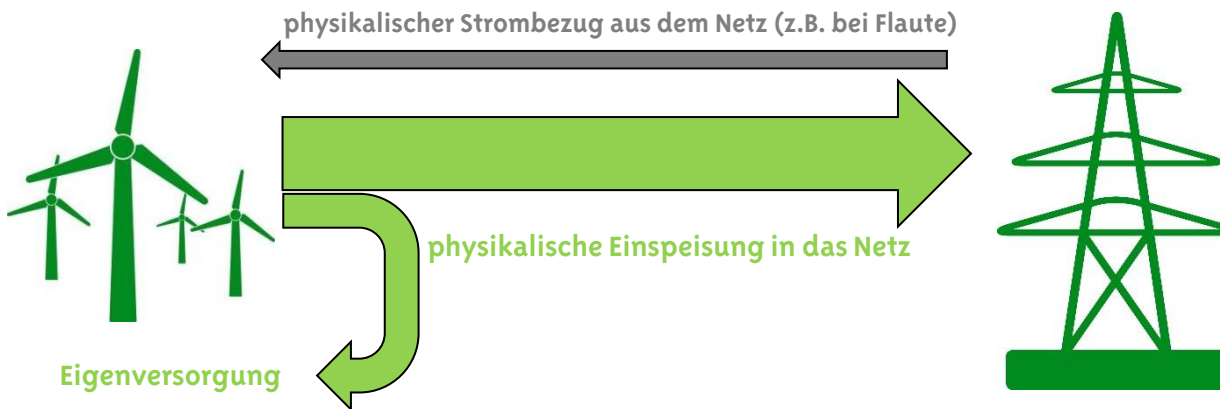 physikalischer Strombezug aus dem Netz (z.B. bei Flaute)
physikalische Einspeisung in das Netz
Eigenversorgung